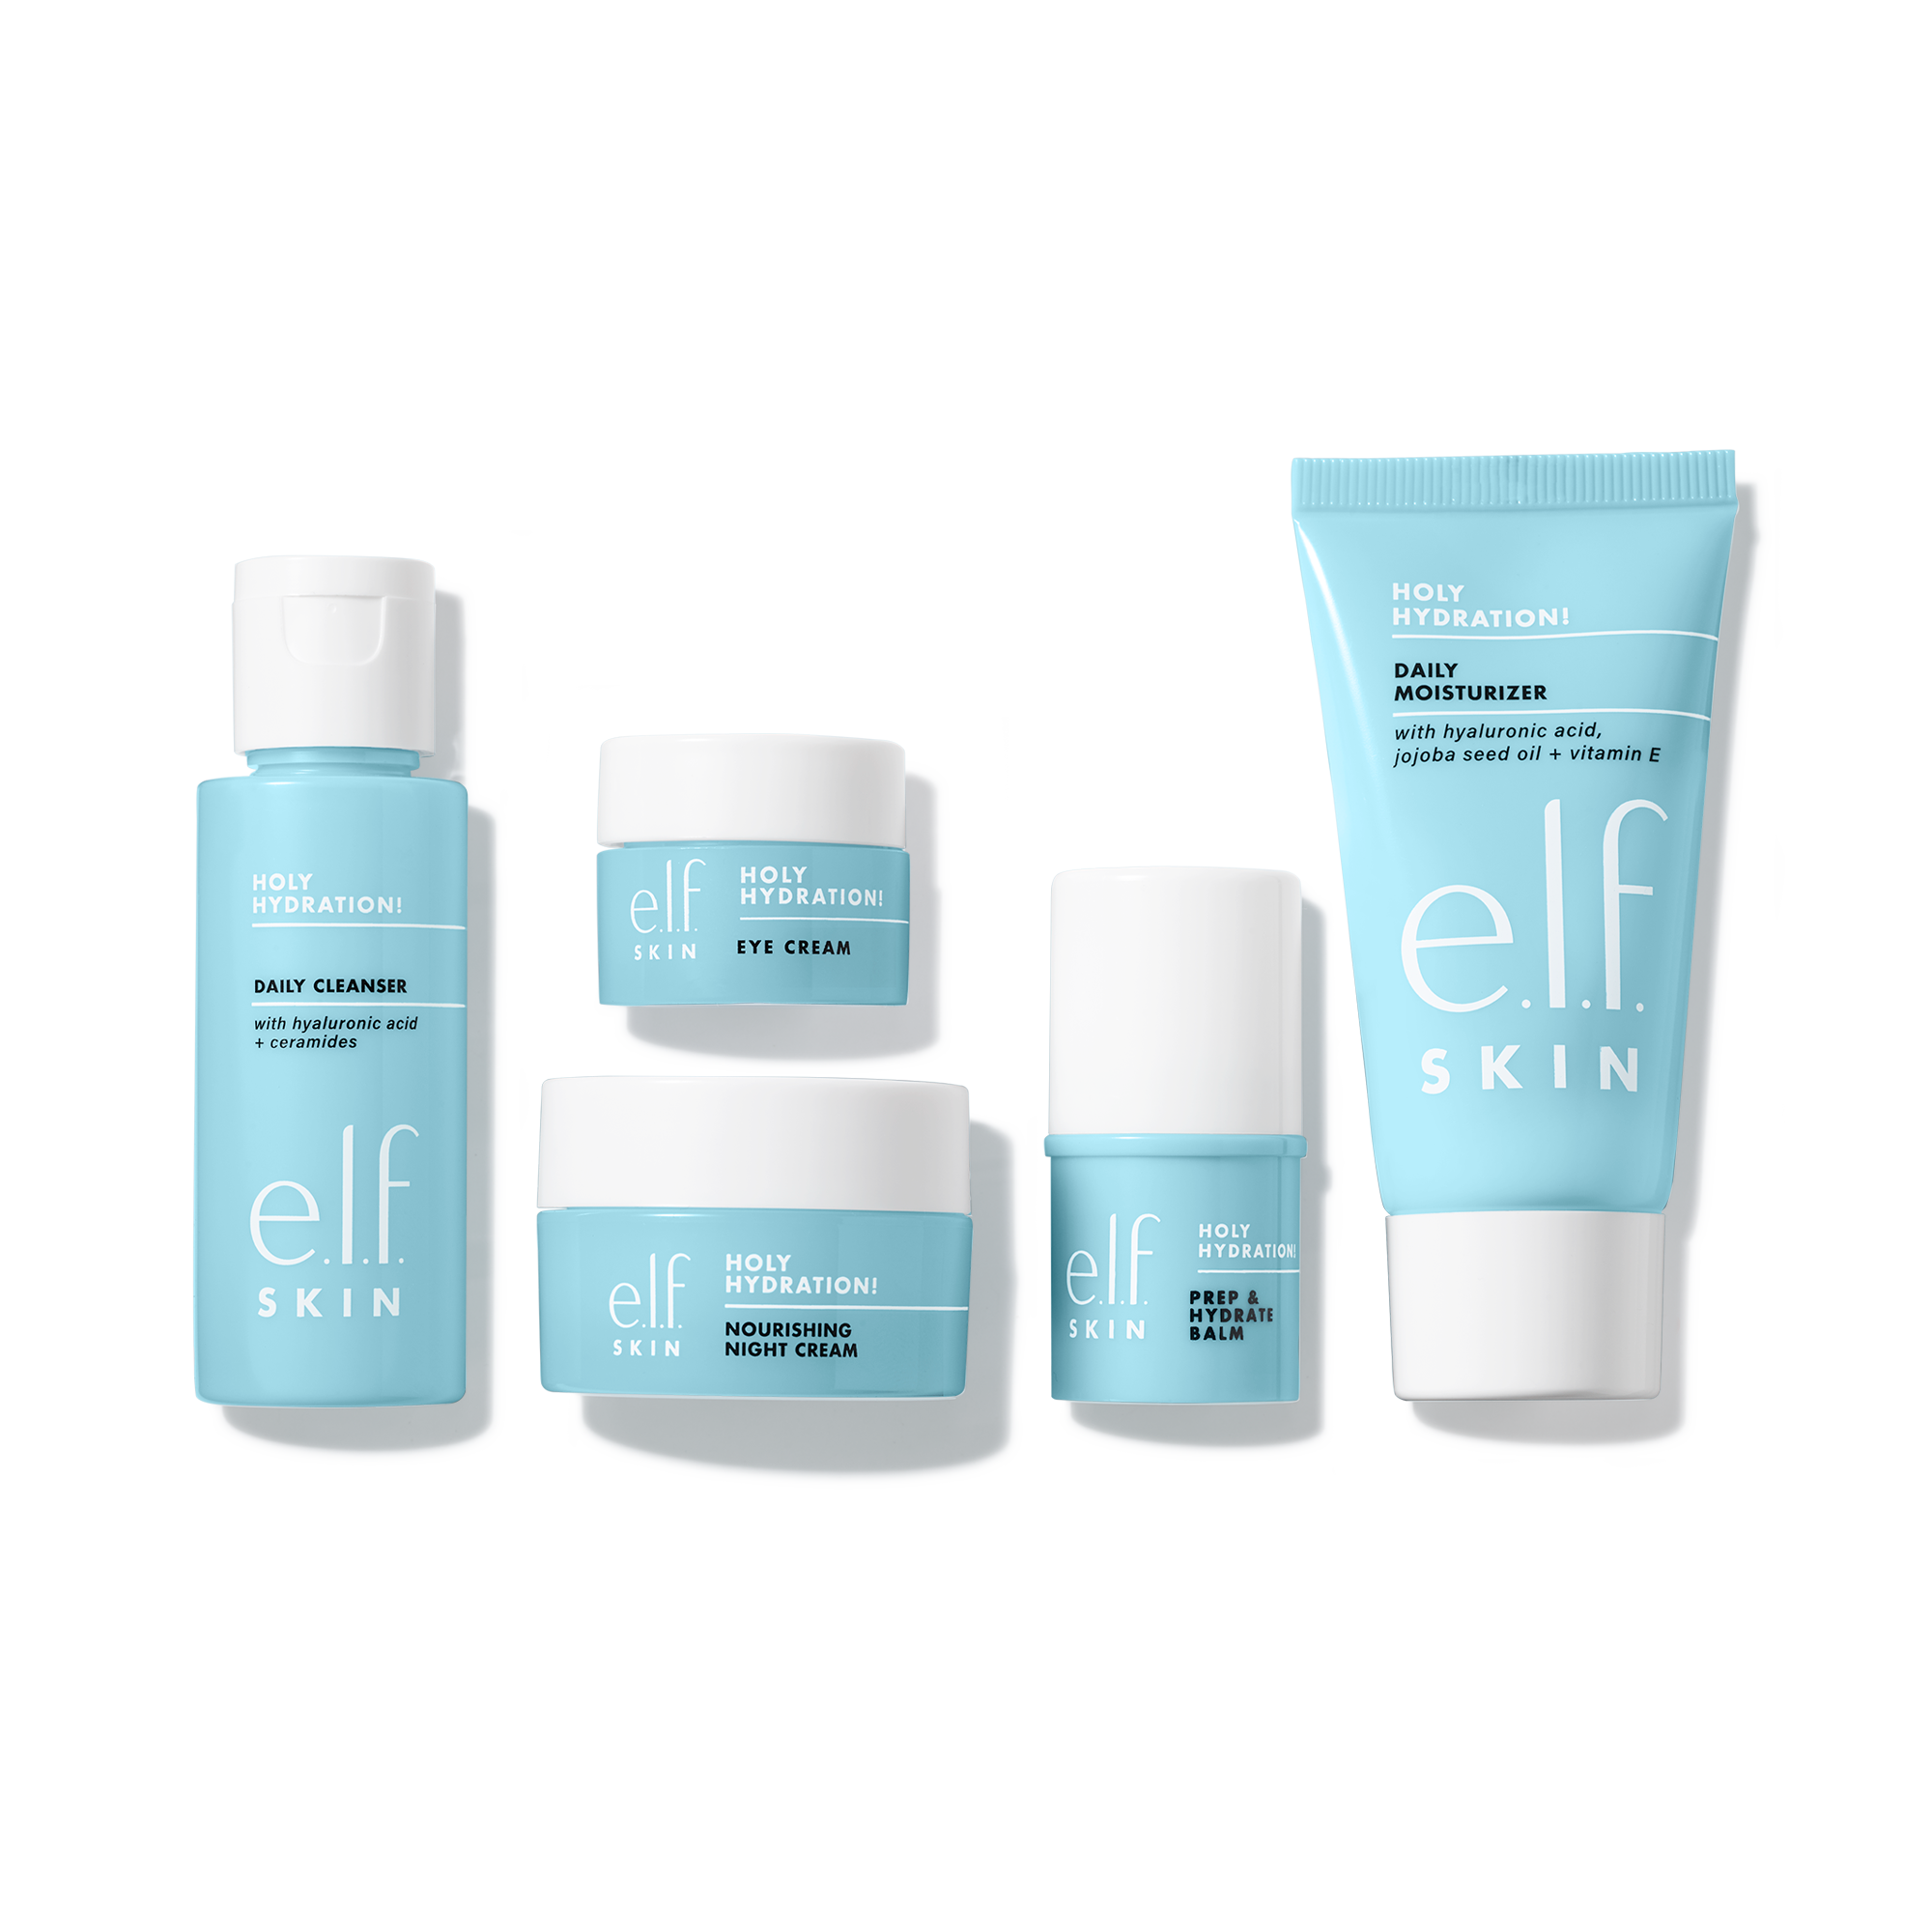 HOLY
HYDRATION!
DAILY CLEANSER
with hyaluronic acid
+ ceramides
e.l.f.
SKIN
e.l.f.
SKIN
HOLY
HYDRATION!
EYE CREAM
e.l.f.
SKIN
HOLY
HYDRATION!
NOURISHING
NIGHT CREAM
e.l.f.
SKIN
HOLY
HYDRATION!
PREP &
HYDRATE
BALM
HOLY
HYDRATION!
DAILY
MOISTURIZER
with hyaluronic acid,
jojoba seed oil + vitamin E
e.l.f.
SKIN